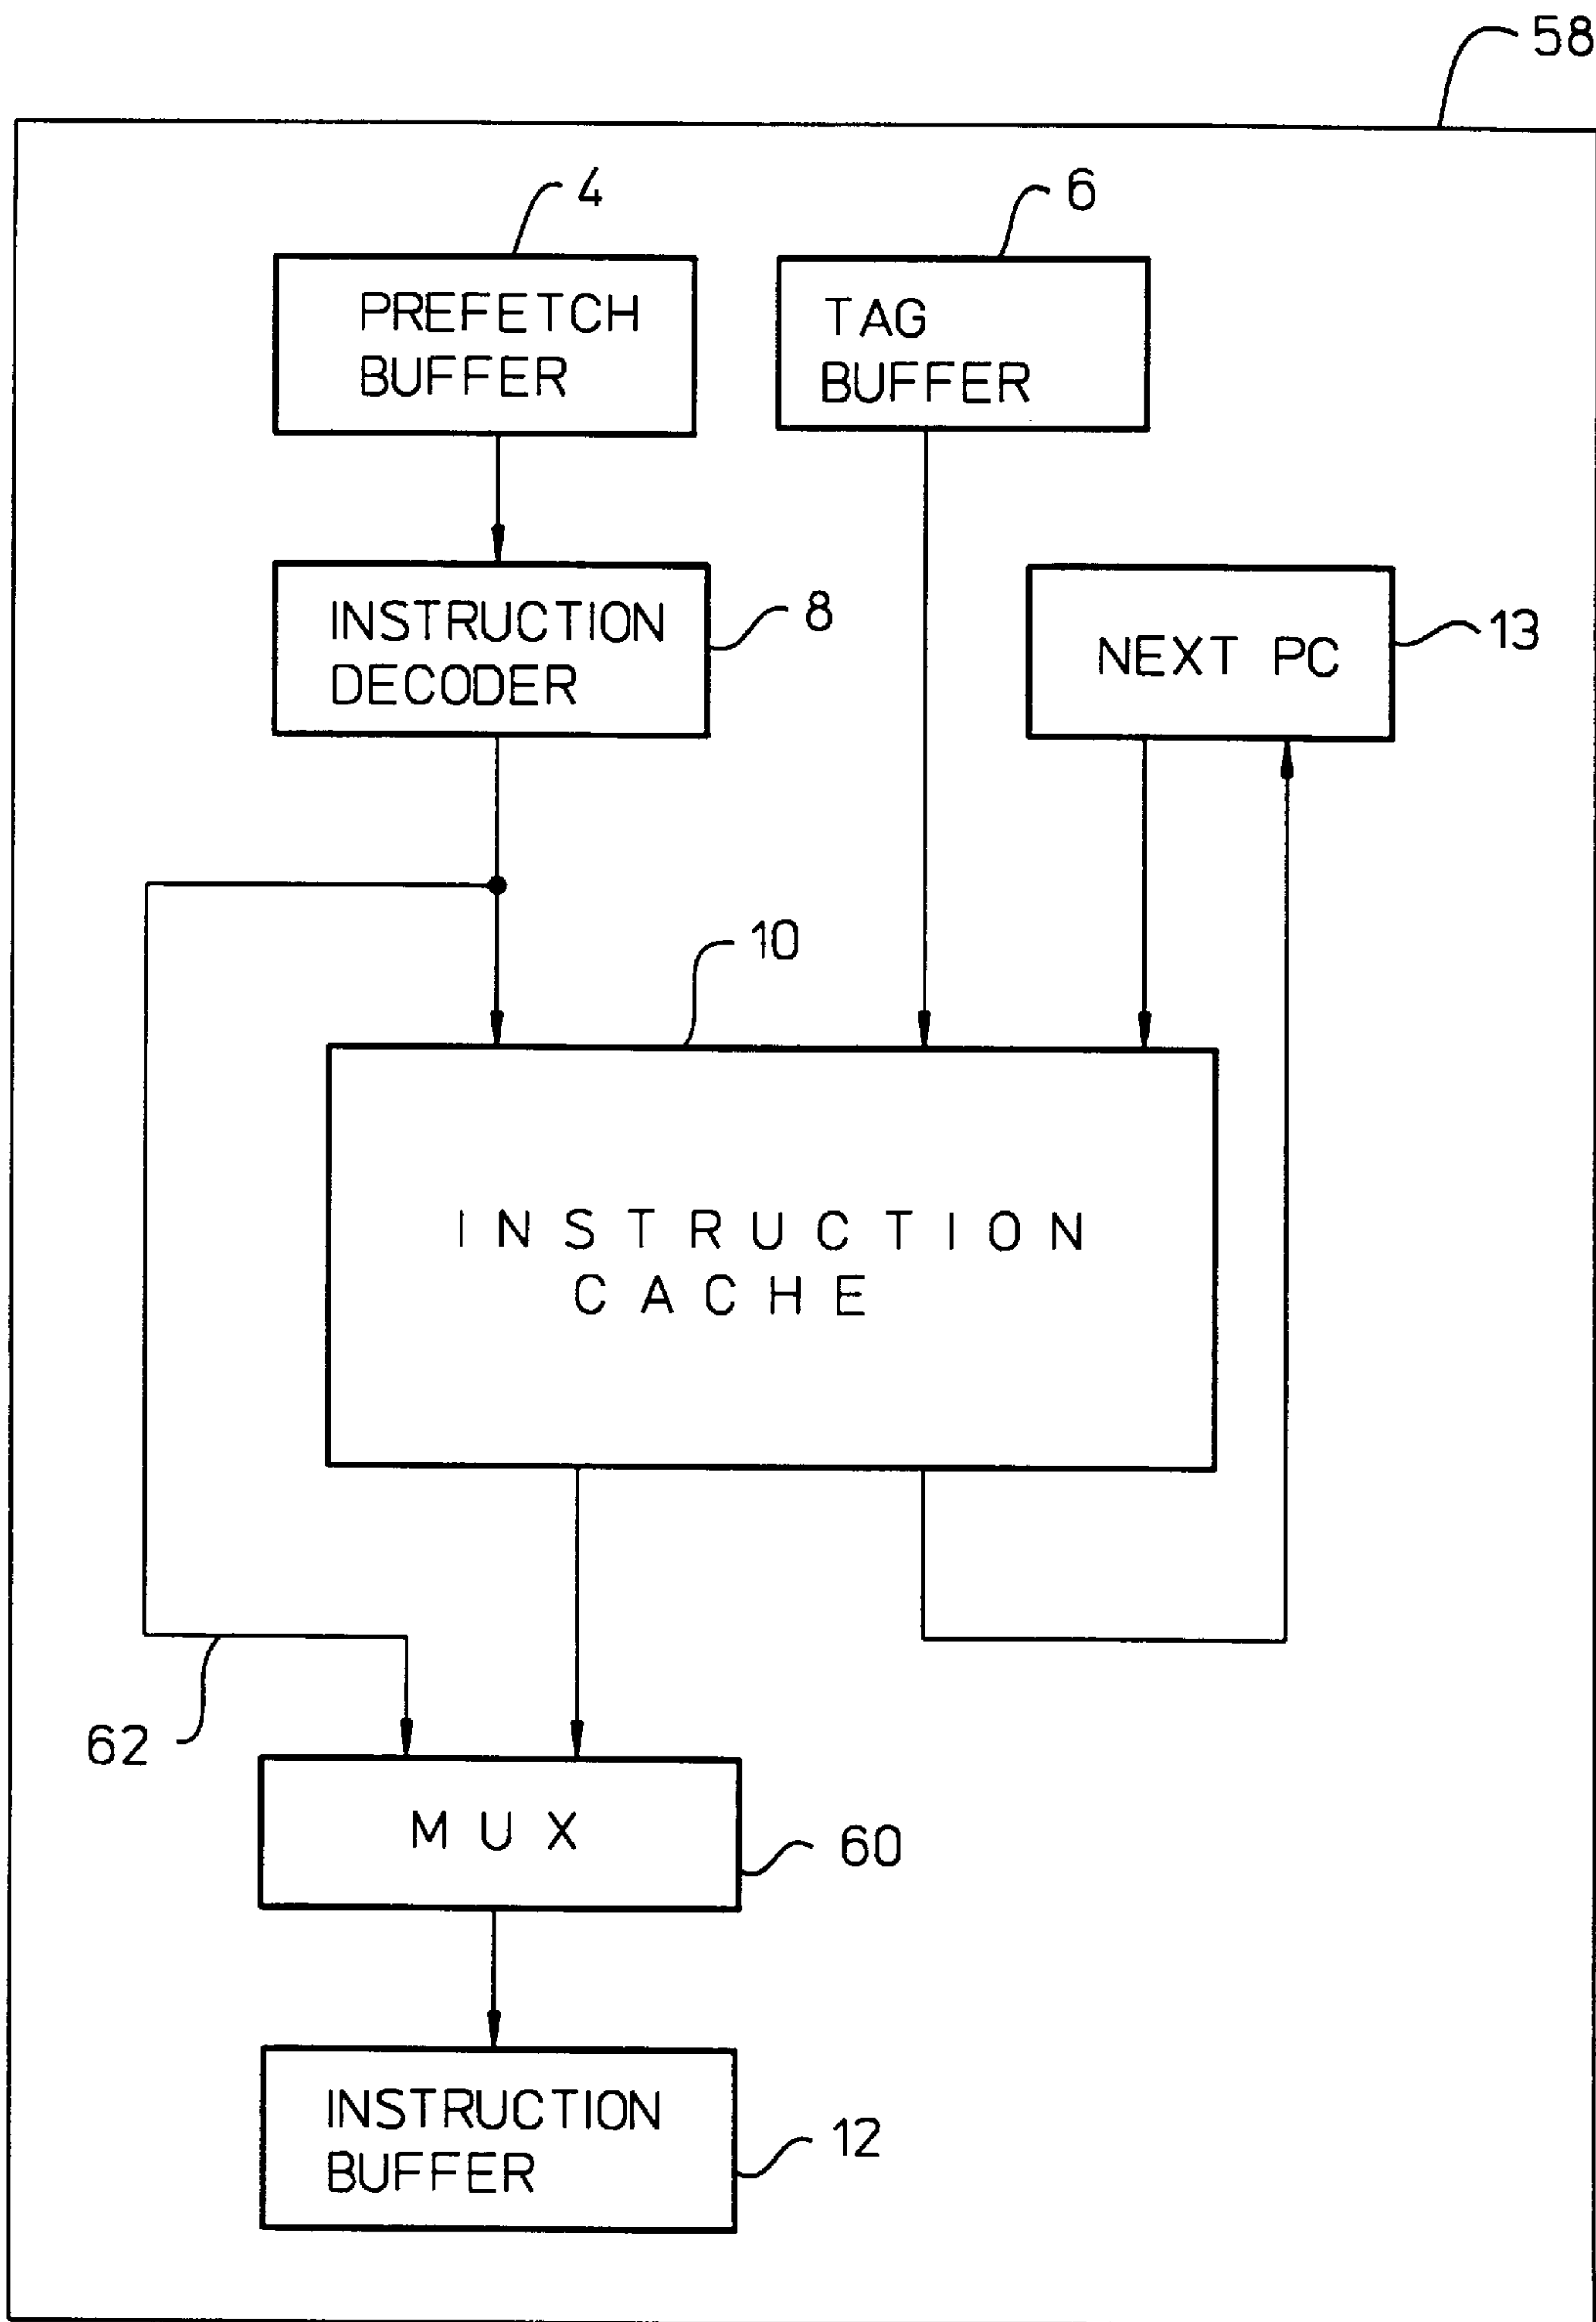 58
4
6
PREFETCH
BUFFER
TAG
BUFFER
INSTRUCTION
DECODER
8
NEXT PC
13
10
INSTRUCTION
CACHE
62
MUX
60
INSTRUCTION
BUFFER
12